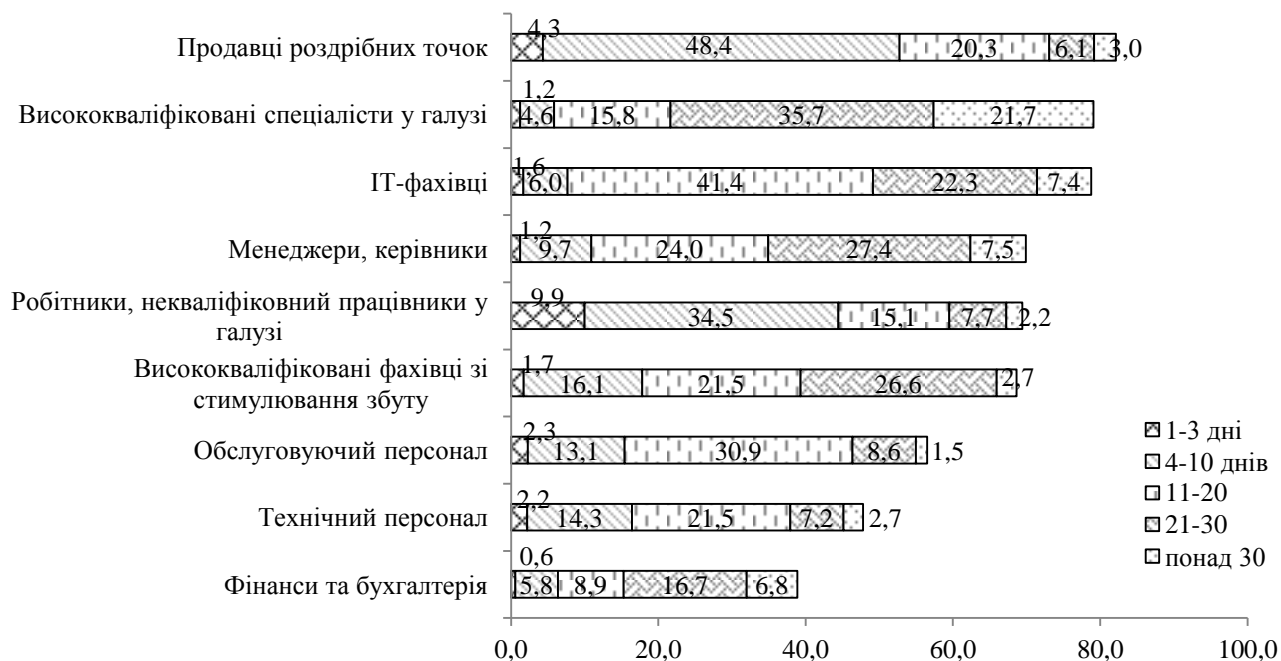 Продавці роздрібних точок
4,3 48,4 20,3 6,1 3,0
Висококваліфіковані спеціалісти у галузі
1,2 4,6 15,8 35,7 21,7
ІТ-фахівці
1,6 6,0 41,4 22,3 7,4
Менеджери, керівники
1,2 9,7 24,0 27,4 7,5
Робітники, некваліфіковний працівники у
галузі
9,9 34,5 15,1 7,7 2,2
Висококваліфіковані фахівці зі
стимулювання збуту
1,7 16,1 21,5 26,6 2,7
Обслуговуючий персонал
2,3 13,1 30,9 8,6 1,5
Технічний персонал
2,2 14,3 21,5 7,2 2,7
Фінанси та бухгалтерія
0,6 5,8 8,9 16,7 6,8
1-3 дні
4-10 днів
11-20
21-30
понад 30
0,0 20,0 40,0 60,0 80,0 100,0